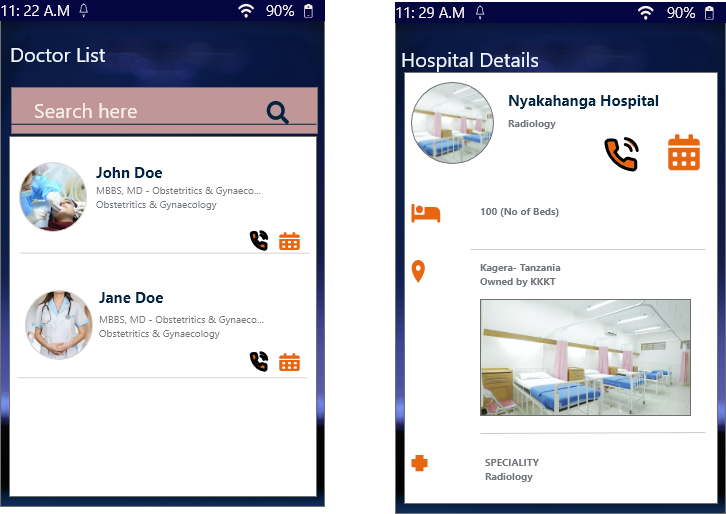 11: 22 A.M
90%
Doctor List
Search here
John Doe
MBBS, MD - Obstetritics & Gynaeco...
Obstetritics & Gynaecology
Jane Doe
MBBS, MD - Obstetritics & Gynaeco...
Obstetritics & Gynaecology
11: 29 A.M
90%
Hospital Details
Nyakahanga Hospital
Radiology
100 (No of Beds)
Kagera- Tanzania
Owned by KKKT
SPECIALITY
Radiology